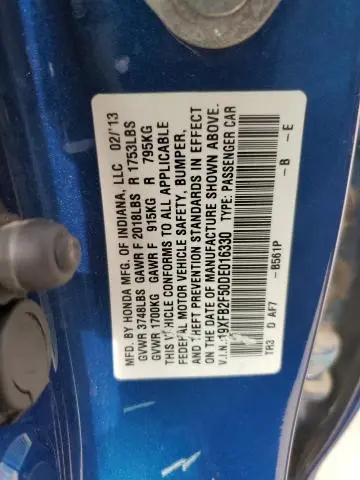 MFD. BY HONDA MFG. OF INDIANA, LLC 02/'13
GVWR 3748LBS GAWR F 2018LBS R 1753LBS
GVWR 1700KG GAWR F 915KG R 795KG
THIS VEHICLE CONFORMS TO ALL APPLICABLE
FEDERAL MOTOR VEHICLE SAFETY, BUMPER,
AND THEFT PREVENTION STANDARDS IN EFFECT
ON THE DATE OF MANUFACTURE SHOWN ABOVE.
V.I.N.:19XFB2F50DE016330 TYPE: PASSENGER CAR
TR3 D AF7 -B561P -B -E